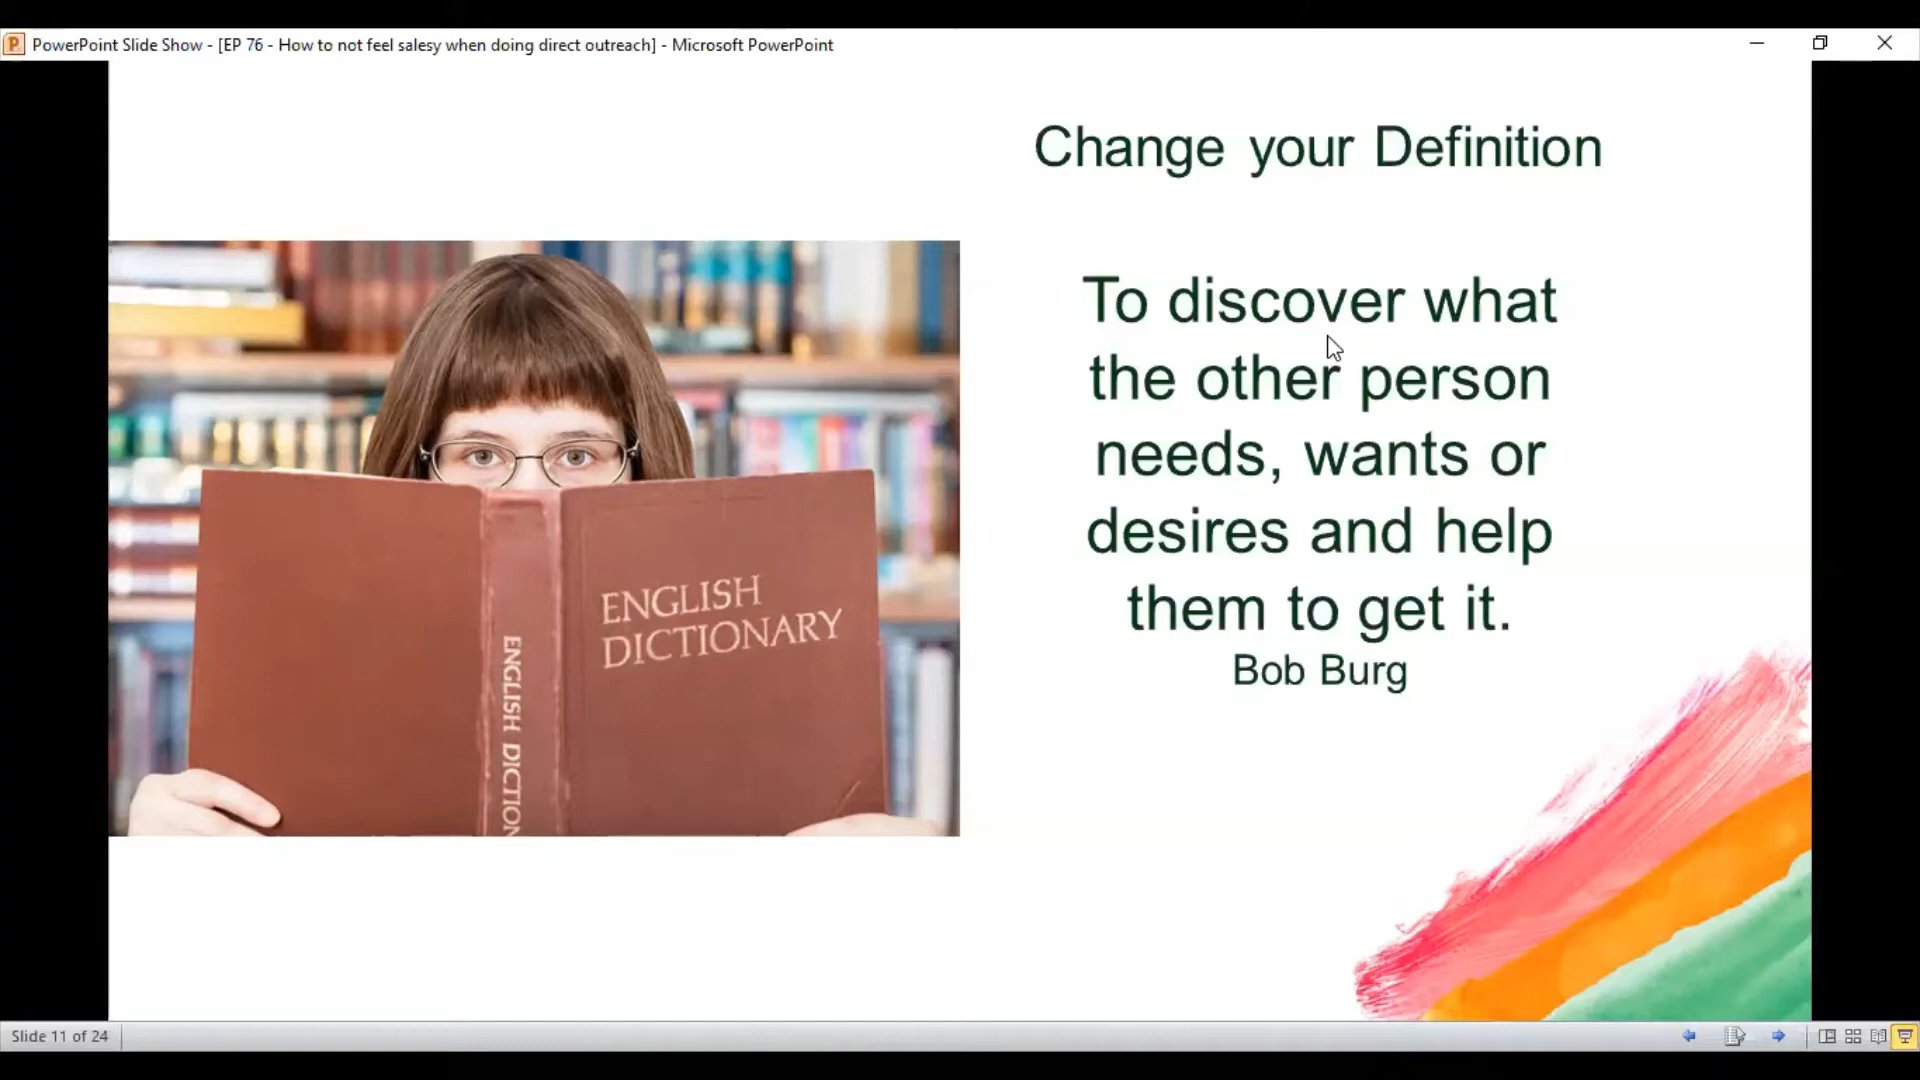 PowerPoint Slide Show - [EP 76 - How to not feel salesy when doing direct outreach] - Microsoft PowerPoint
Change your Definition
To discover what
the other person
needs, wants or
desires and help
them to get it.
Bob Burg
ENGLISH
DICTIONARY
ENGLISH DICTION
Slide 11 of 24